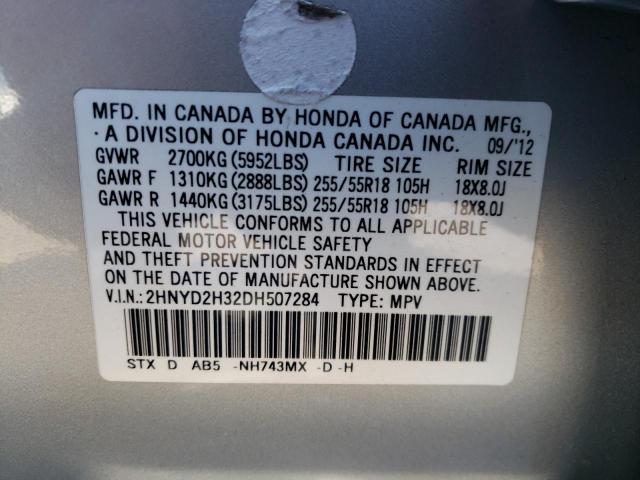 MFD. IN CANADA BY HONDA OF CANADA MFG.,
· A DIVISION OF HONDA CANADA INC. 09/'12
GVWR 2700KG (5952LBS) TIRE SIZE RIM SIZE
GAWR F 1310KG (2888LBS) 255/55R18 105H 18X8.0J
GAWR R 1440KG (3175LBS) 255/55R18 105H 18X8.0J
THIS VEHICLE CONFORMS TO ALL APPLICABLE
FEDERAL MOTOR VEHICLE SAFETY
AND THEFT PREVENTION STANDARDS IN EFFECT
ON THE DATE OF MANUFACTURE SHOWN ABOVE.
V.I.N.: 2HNYD2H32DH507284 TYPE: MPV
STX D AB5 -NH743MX -D -H